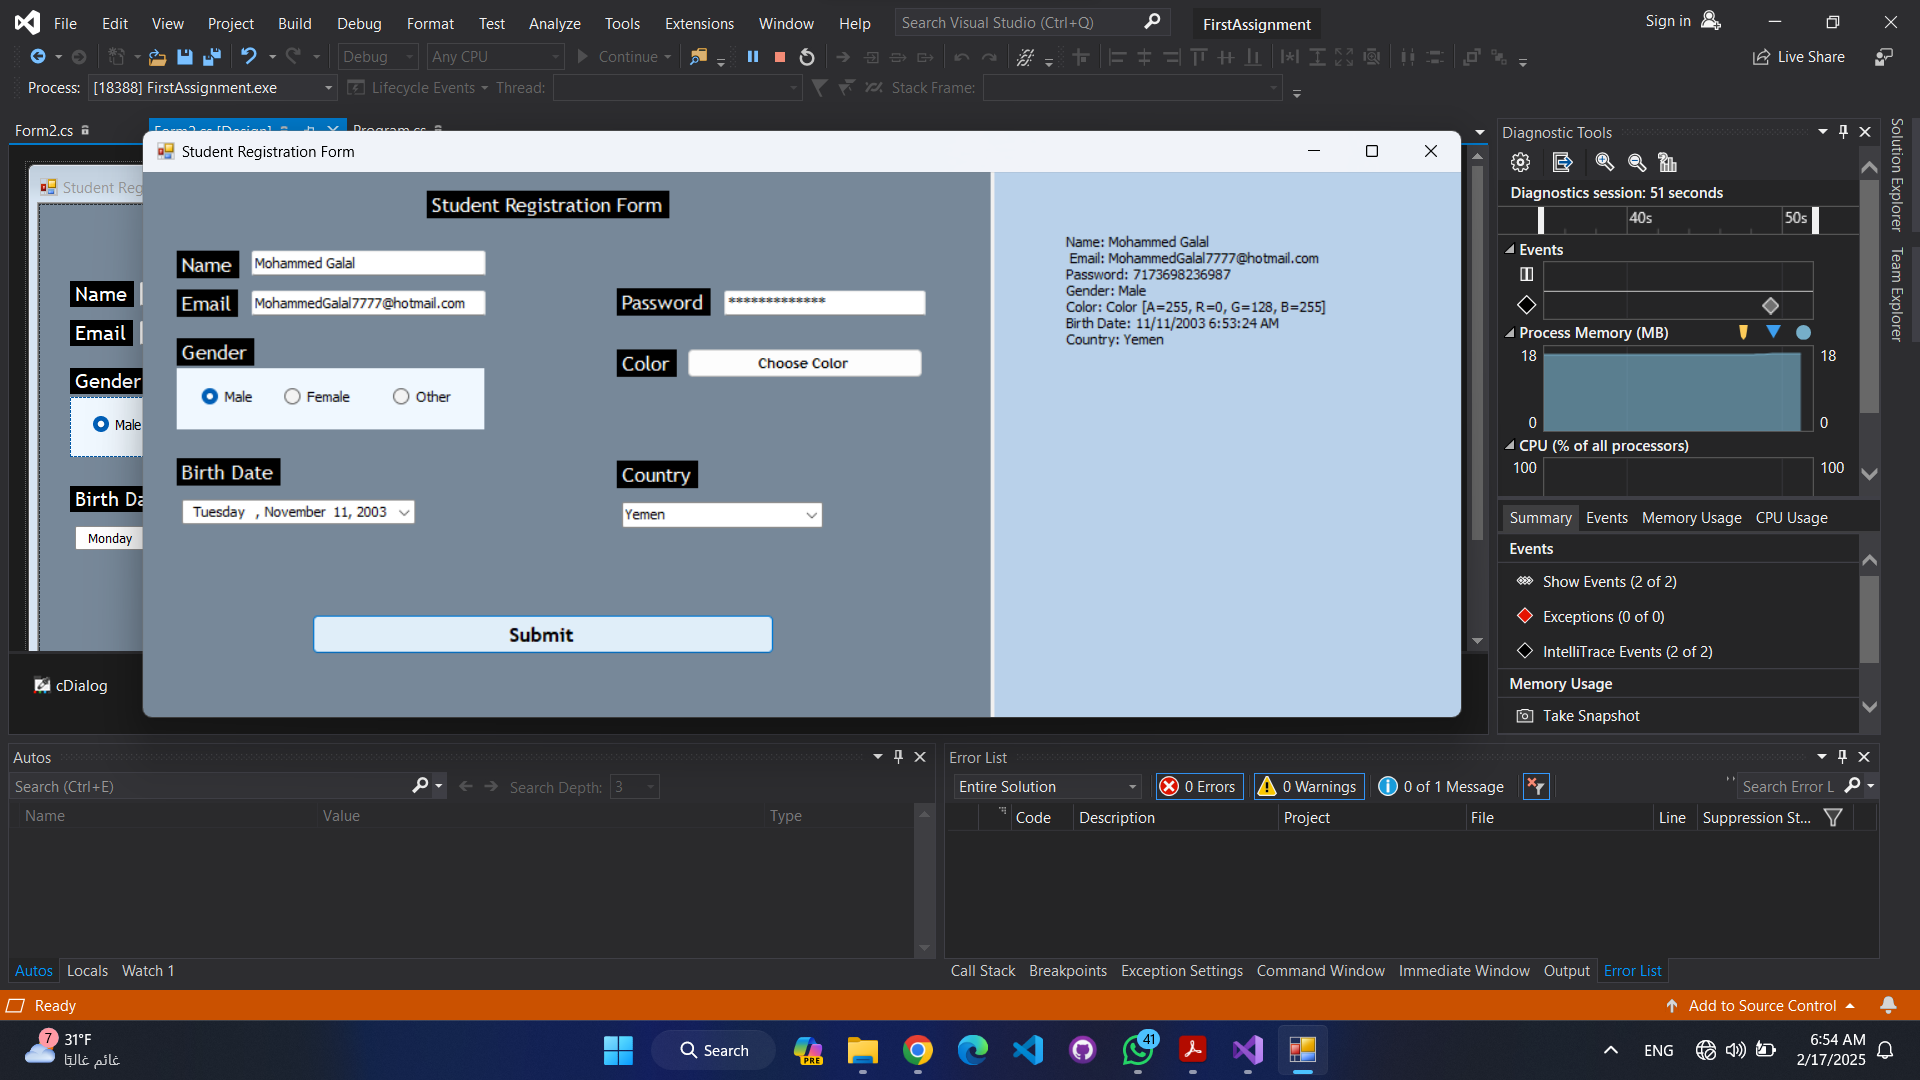 File Edit View Project Build Debug Format Test Analyze Tools Extensions Window Help Search Visual Studio (Ctrl+Q) FirstAssignment Sign in
Debug Any CPU Continue Live Share
Process: [18388] FirstAssignment.exe Lifecycle Events Thread: Stack Frame:
Form2.cs Form2.cs [Design] Program.cs
Student Reg
Name
Email
Gender
Male
Birth Da
Monday
cDialog
Student Registration Form
Student Registration Form
Name Mohammed Galal
Email MohammedGalal7777@hotmail.com Password *************
Gender
Male Female Other
Color Choose Color
Birth Date
Tuesday , November 11, 2003
Country
Yemen
Submit
Name: Mohammed Galal
Email: MohammedGalal7777@hotmail.com
Password: 7173698236987
Gender: Male
Color: Color [A=255, R=0, G=128, B=255]
Birth Date: 11/11/2003 6:53:24 AM
Country: Yemen
Diagnostic Tools
Diagnostics session: 51 seconds
40s 50s
Events
Process Memory (MB)
18 18
0 0
CPU (% of all processors)
100 100
Summary Events Memory Usage CPU Usage
Events
Show Events (2 of 2)
Exceptions (0 of 0)
IntelliTrace Events (2 of 2)
Memory Usage
Take Snapshot
Solution Explorer
Team Explorer
Autos
Search (Ctrl+E) Search Depth: 3
Name Value Type
Autos Locals Watch 1
Error List
Entire Solution 0 Errors 0 Warnings 0 of 1 Message Search Error L
Code Description Project File Line Suppression St...
Call Stack Breakpoints Exception Settings Command Window Immediate Window Output Error List
Ready Add to Source Control
7
31°F
غائم غالبًا
Search
PRE
41
ENG
6:54 AM
2/17/2025